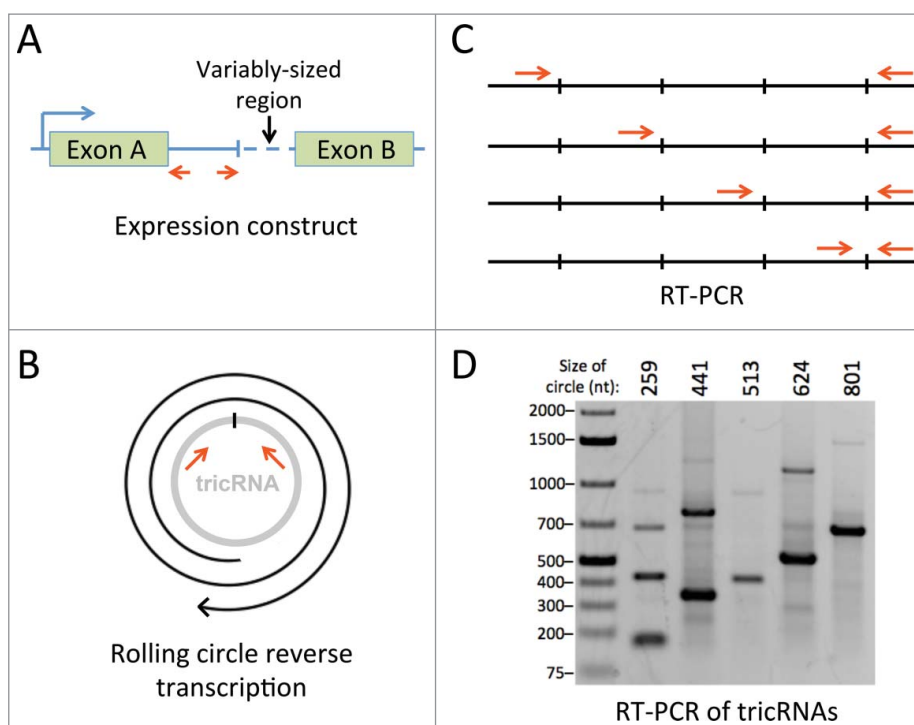 A
Variably-sized
region
Exon A
Exon B
Expression construct
B
tricRNA
Rolling circle reverse
transcription
C
RT-PCR
D
Size of
circle (nt):
259
441
513
624
801
2000–
1500–
1000–
700–
500–
400–
300–
200–
75–
RT-PCR of tricRNAs